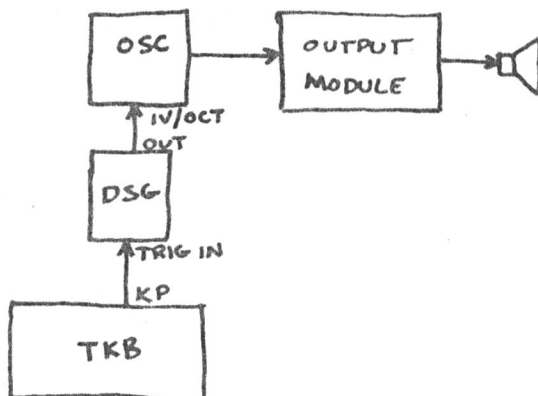 OSC
OUTPUT
MODULE
1V/OCT
OUT
DSG
TRIG IN
KP
TKB